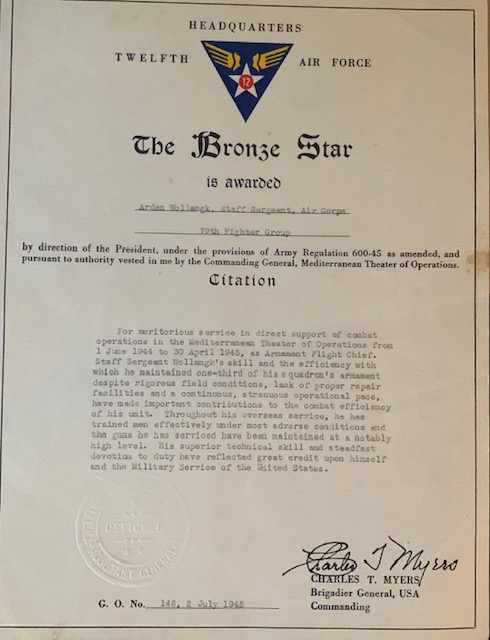 HEADQUARTERS
TWELFTH AIR FORCE
12
The Bronze Star
is awarded
Arden Wollangk, Staff Sergeant, Air Corps
79th Fighter Group
by direction of the President, under the provisions of Army Regulation 600-45 as amended, and
pursuant to authority vested in me by the Commanding General, Mediterranean Theater of Operations.
Citation
For meritorious service in direct support of combat
operations in the Mediterranean Theater of Operations from
1 June 1944 to 30 April 1945, as Armament Flight Chief.
Staff Sergeant Wollangk's skill and the efficiency with
which he maintained one-third of his squadron's armament
despite rigorous field conditions, lack of proper repair
facilities and a continuous, strenuous operational pace,
have made important contributions to the combat efficiency
of his unit. Throughout his overseas service, he has
trained men effectively under most adverse conditions and
the guns he has serviced have been maintained at a notably
high level. His superior technical skill and steadfast
devotion to duty have reflected great credit upon himself
and the Military Service of the United States.
OFFICIAL
ADJUTANT GENERAL
Charles T Myers
CHARLES T. MYERS
Brigadier General, USA
Commanding
G. O. No. 146, 2 July 1945